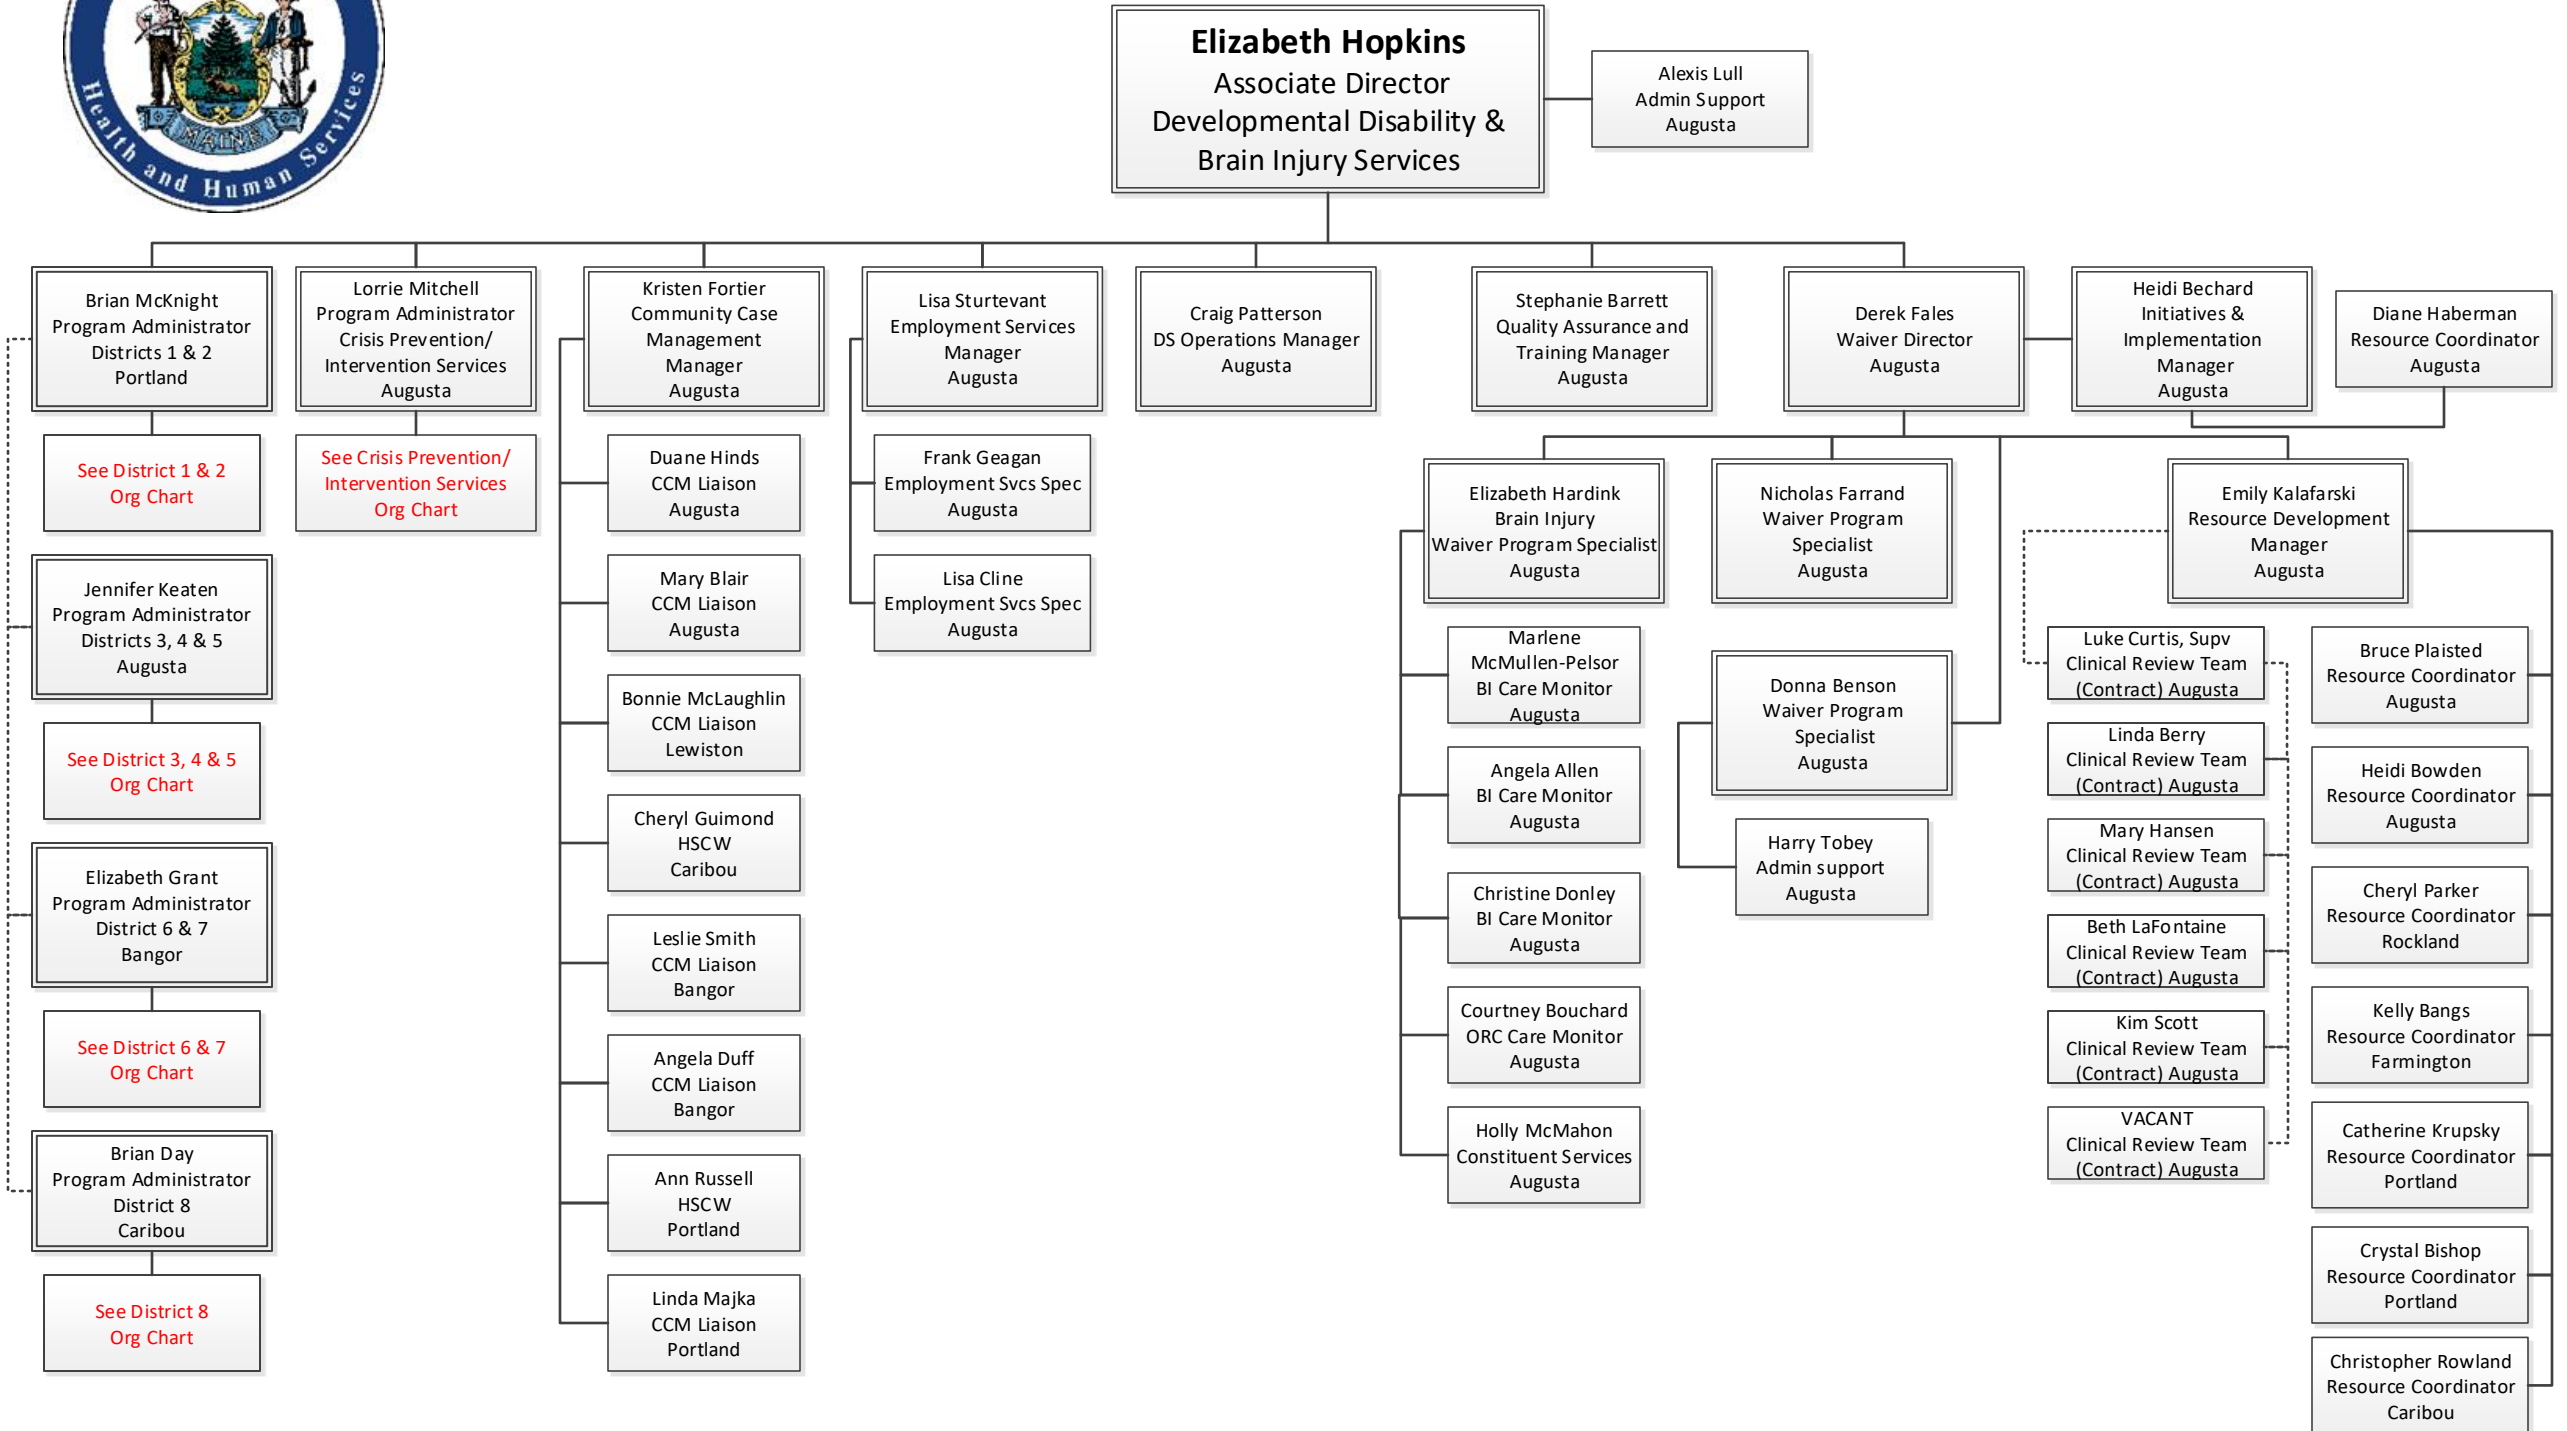 Health and Human Services
MAINE
Elizabeth Hopkins
Associate Director
Developmental Disability &
Brain Injury Services
Alexis Lull
Admin Support
Augusta
Brian McKnight
Program Administrator
Districts 1 & 2
Portland
See District 1 & 2
Org Chart
Jennifer Keaten
Program Administrator
Districts 3, 4 & 5
Augusta
See District 3, 4 & 5
Org Chart
Elizabeth Grant
Program Administrator
District 6 & 7
Bangor
See District 6 & 7
Org Chart
Brian Day
Program Administrator
District 8
Caribou
See District 8
Org Chart
Lorrie Mitchell
Program Administrator
Crisis Prevention/
Intervention Services
Augusta
See Crisis Prevention/
Intervention Services
Org Chart
Kristen Fortier
Community Case
Management
Manager
Augusta
Duane Hinds
CCM Liaison
Augusta
Mary Blair
CCM Liaison
Augusta
Bonnie McLaughlin
CCM Liaison
Lewiston
Cheryl Guimond
HSCW
Caribou
Leslie Smith
CCM Liaison
Bangor
Angela Duff
CCM Liaison
Bangor
Ann Russell
HSCW
Portland
Linda Majka
CCM Liaison
Portland
Lisa Sturtevant
Employment Services
Manager
Augusta
Frank Geagan
Employment Svcs Spec
Augusta
Lisa Cline
Employment Svcs Spec
Augusta
Craig Patterson
DS Operations Manager
Augusta
Stephanie Barrett
Quality Assurance and
Training Manager
Augusta
Derek Fales
Waiver Director
Augusta
Heidi Bechard
Initiatives &
Implementation
Manager
Augusta
Diane Haberman
Resource Coordinator
Augusta
Elizabeth Hardink
Brain Injury
Waiver Program Specialist
Augusta
Marlene
McMullen-Pelsor
BI Care Monitor
Augusta
Angela Allen
BI Care Monitor
Augusta
Christine Donley
BI Care Monitor
Augusta
Courtney Bouchard
ORC Care Monitor
Augusta
Holly McMahon
Constituent Services
Augusta
Nicholas Farrand
Waiver Program
Specialist
Augusta
Donna Benson
Waiver Program
Specialist
Augusta
Harry Tobey
Admin support
Augusta
Emily Kalafarski
Resource Development
Manager
Augusta
Luke Curtis, Supv
Clinical Review Team
(Contract) Augusta
Linda Berry
Clinical Review Team
(Contract) Augusta
Mary Hansen
Clinical Review Team
(Contract) Augusta
Beth LaFontaine
Clinical Review Team
(Contract) Augusta
Kim Scott
Clinical Review Team
(Contract) Augusta
VACANT
Clinical Review Team
(Contract) Augusta
Bruce Plaisted
Resource Coordinator
Augusta
Heidi Bowden
Resource Coordinator
Augusta
Cheryl Parker
Resource Coordinator
Rockland
Kelly Bangs
Resource Coordinator
Farmington
Catherine Krupsky
Resource Coordinator
Portland
Crystal Bishop
Resource Coordinator
Portland
Christopher Rowland
Resource Coordinator
Caribou